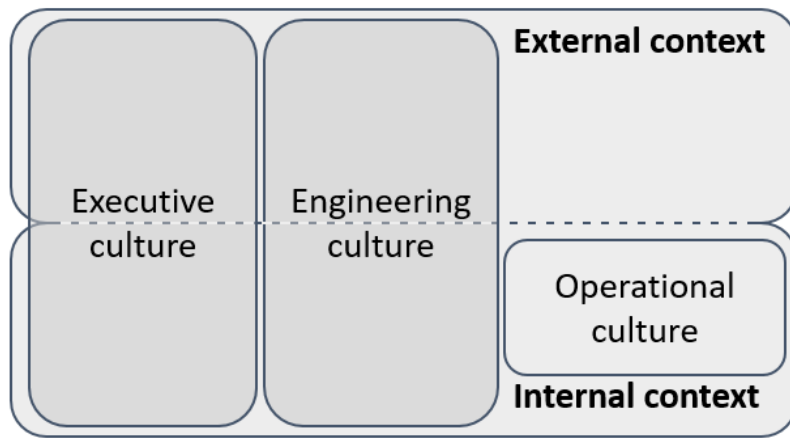 External context
Executive
culture
Engineering
culture
Operational
culture
Internal context